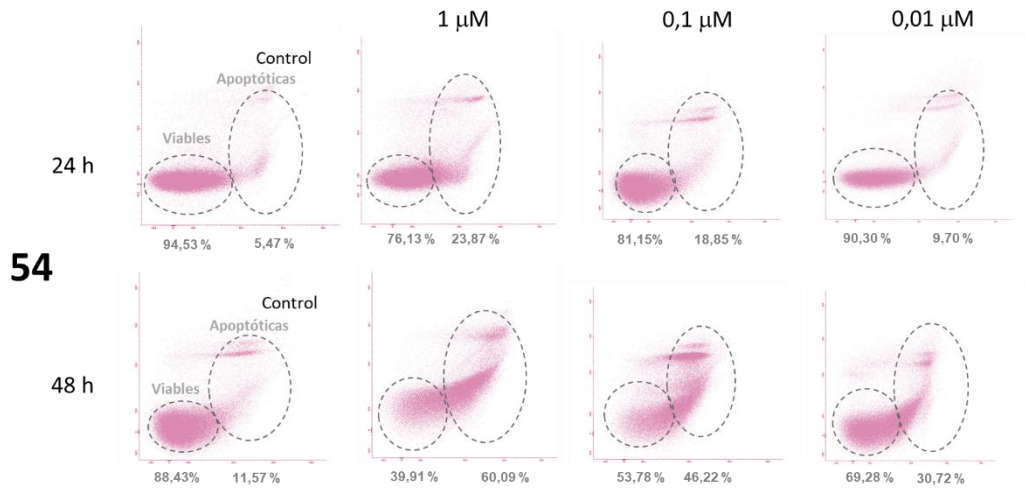 1 µM
0,1 µM
0,01 µM
Control
Apoptóticas
Viables
24 h
94,53 % 5,47 %
76,13 % 23,87 %
81,15% 18,85%
90,30 % 9,70 %
54
Control
Apoptóticas
Viables
48 h
88,43% 11,57%
39,91 % 60,09 %
53,78 % 46,22 %
69,28 % 30,72 %